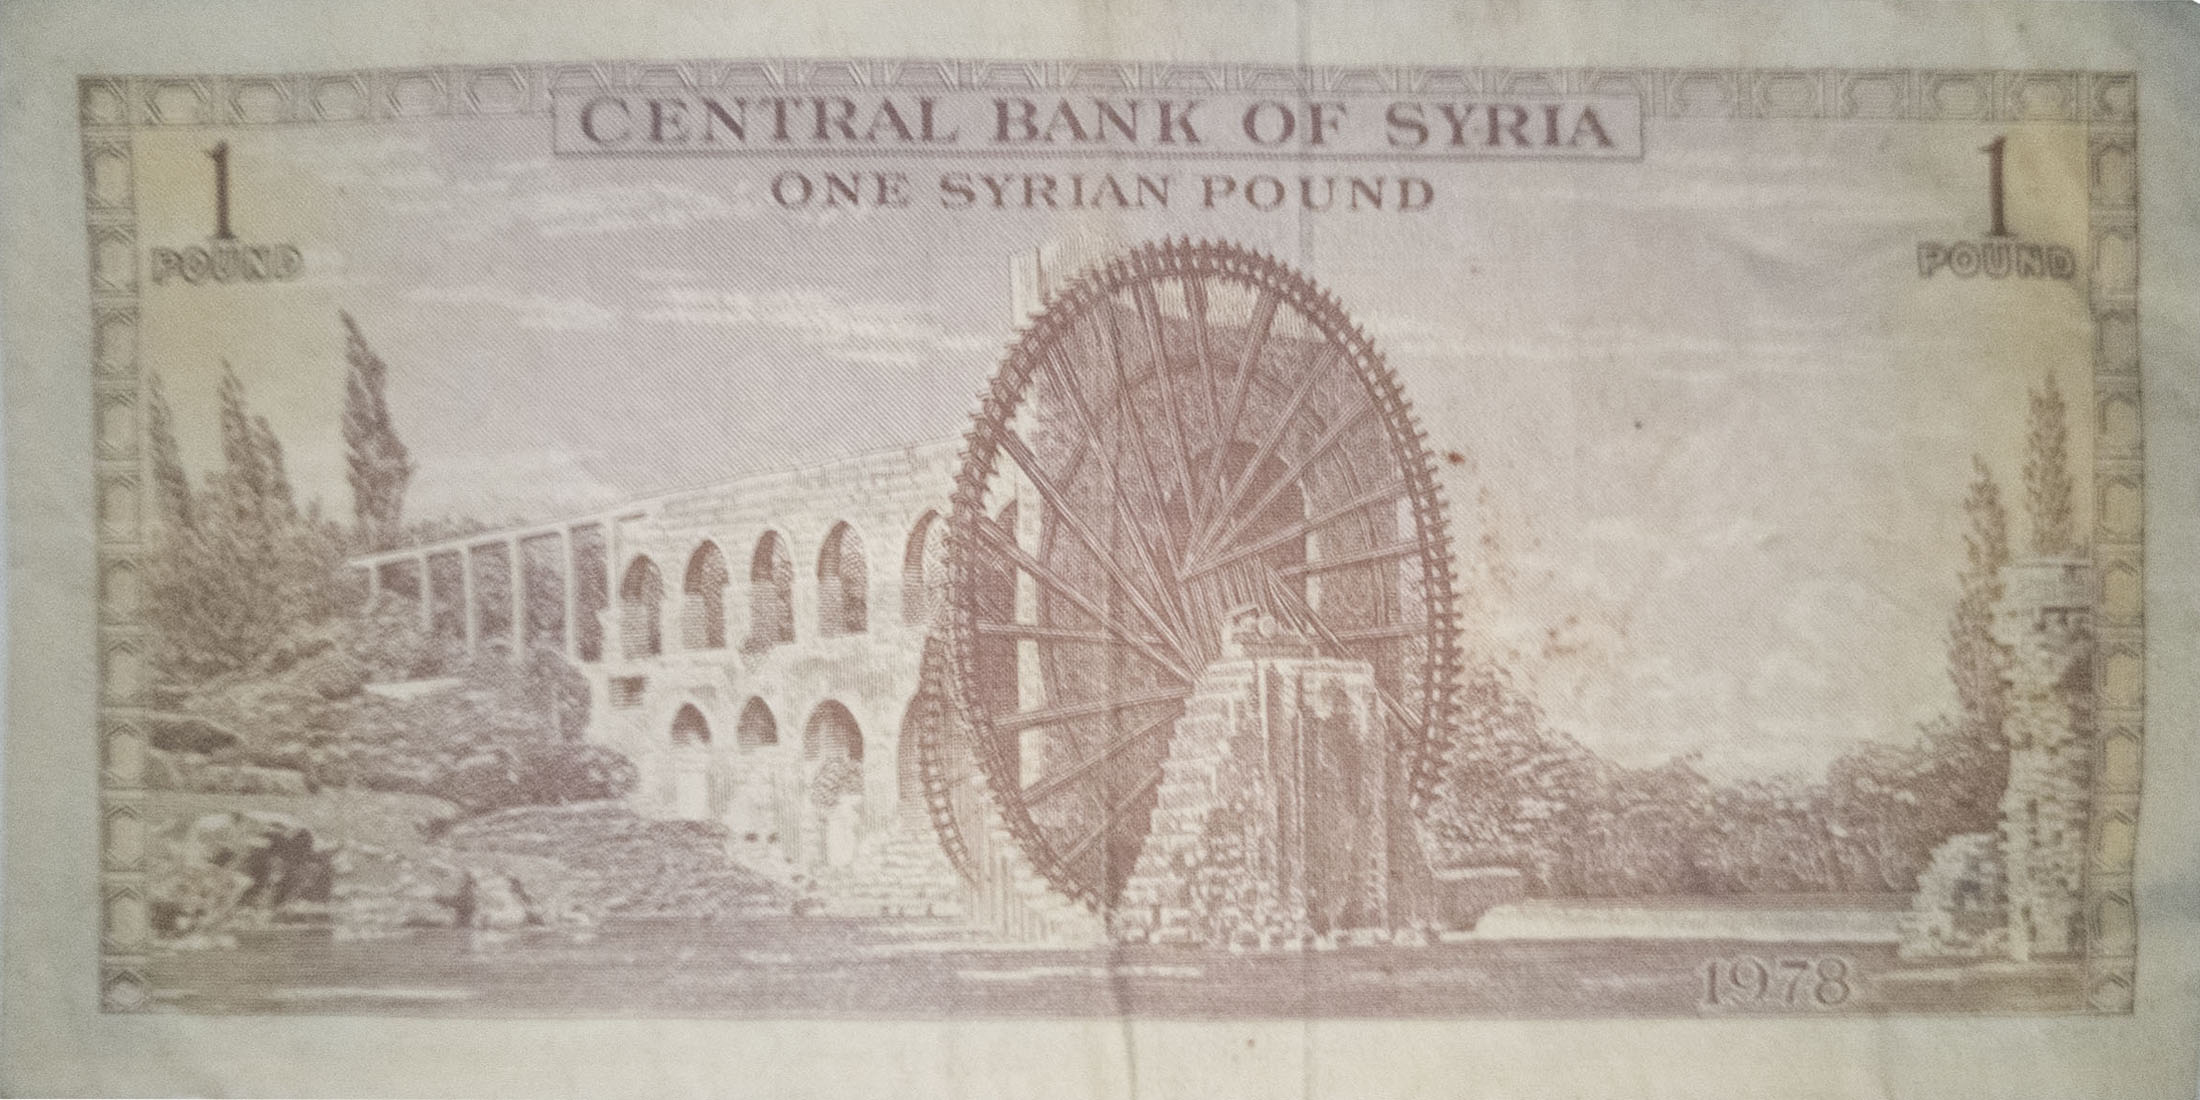 CENTRAL BANK OF SYRIA
ONE SYRIAN POUND
1
POUND
1
POUND
1978